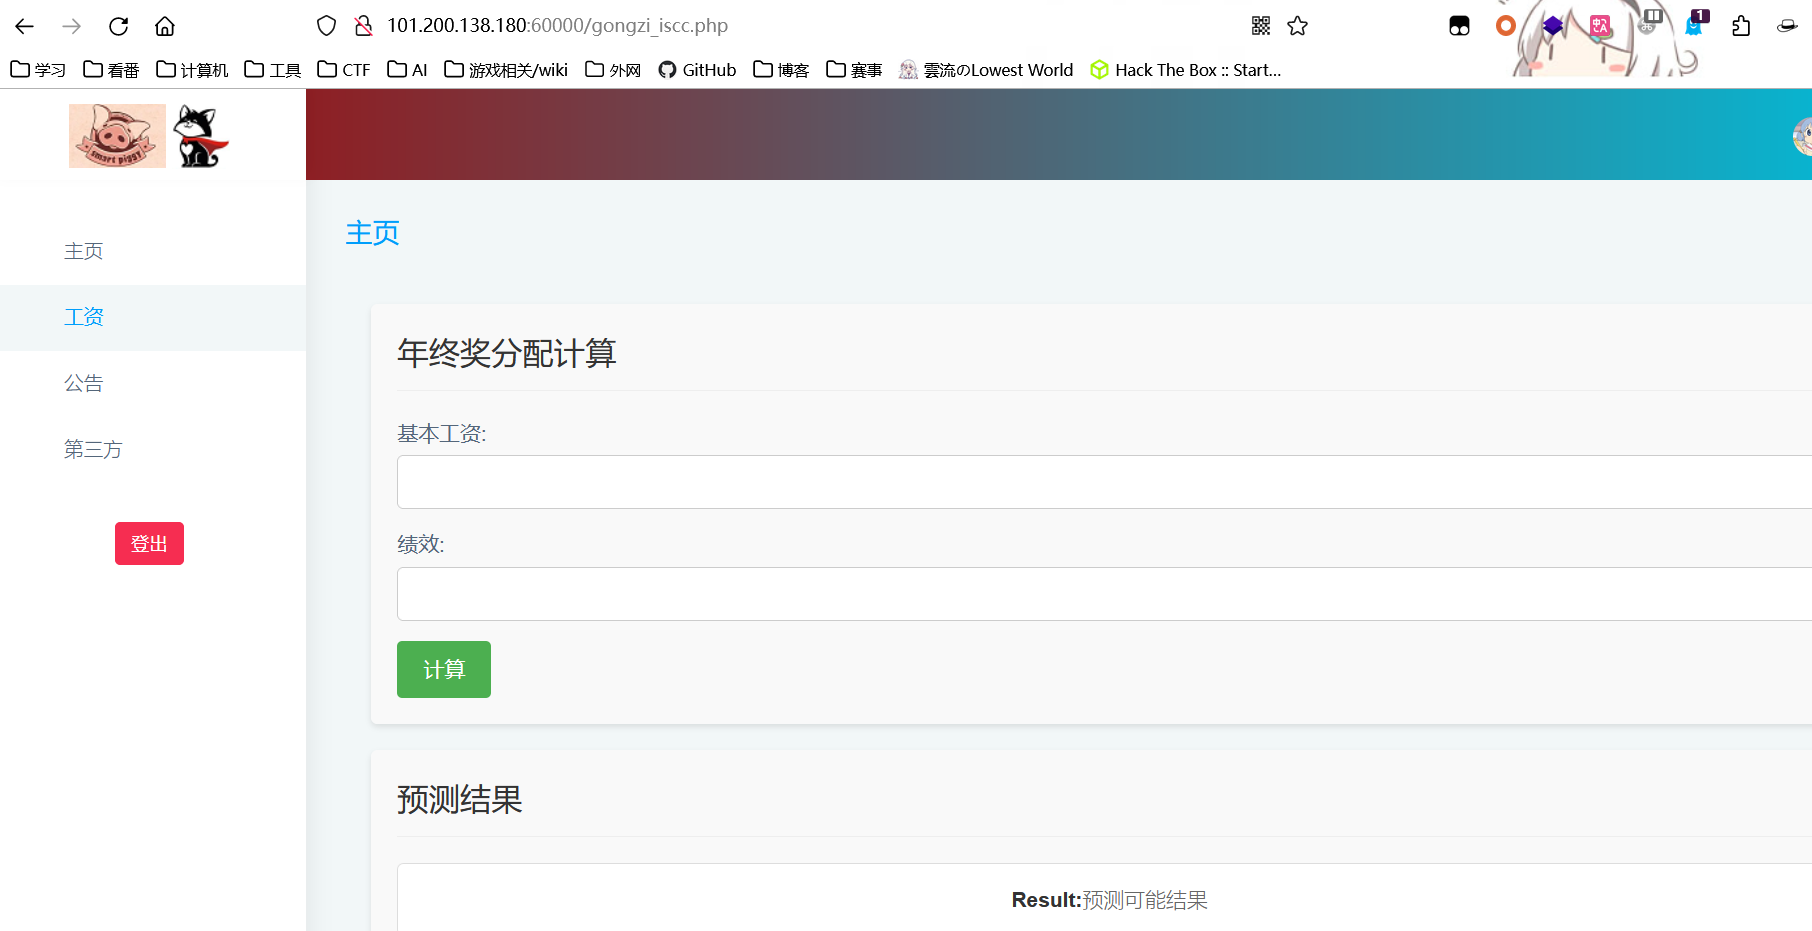 101.200.138.180:60000/gongzi_iscc.php
1
学习 看番 计算机 工具 CTF AI 游戏相关/wiki 外网 GitHub 博客 赛事 雲流のLowest World Hack The Box :: Start...
smart piggy
主页
工资
公告
第三方
登出
主页
年终奖分配计算
基本工资:
绩效:
计算
预测结果
Result:预测可能结果